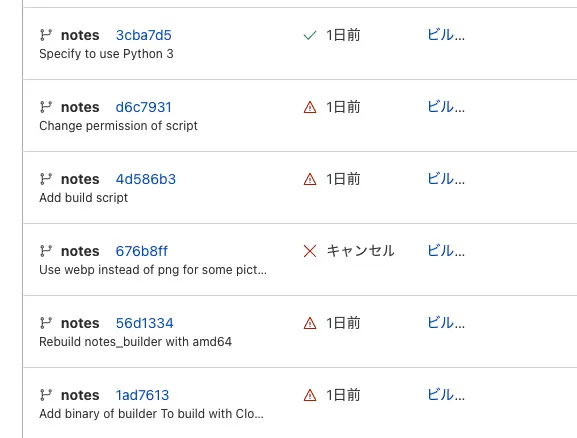 notes 3cba7d5 1日前 ビル...
Specify to use Python 3
notes d6c7931 1日前 ビル...
Change permission of script
notes 4d586b3 1日前 ビル...
Add build script
notes 676b8ff キャンセル ビル...
Use webp instead of png for some pict...
notes 56d1334 1日前 ビル...
Rebuild notes_builder with amd64
notes 1ad7613 1日前 ビル...
Add binary of builder To build with Clo...